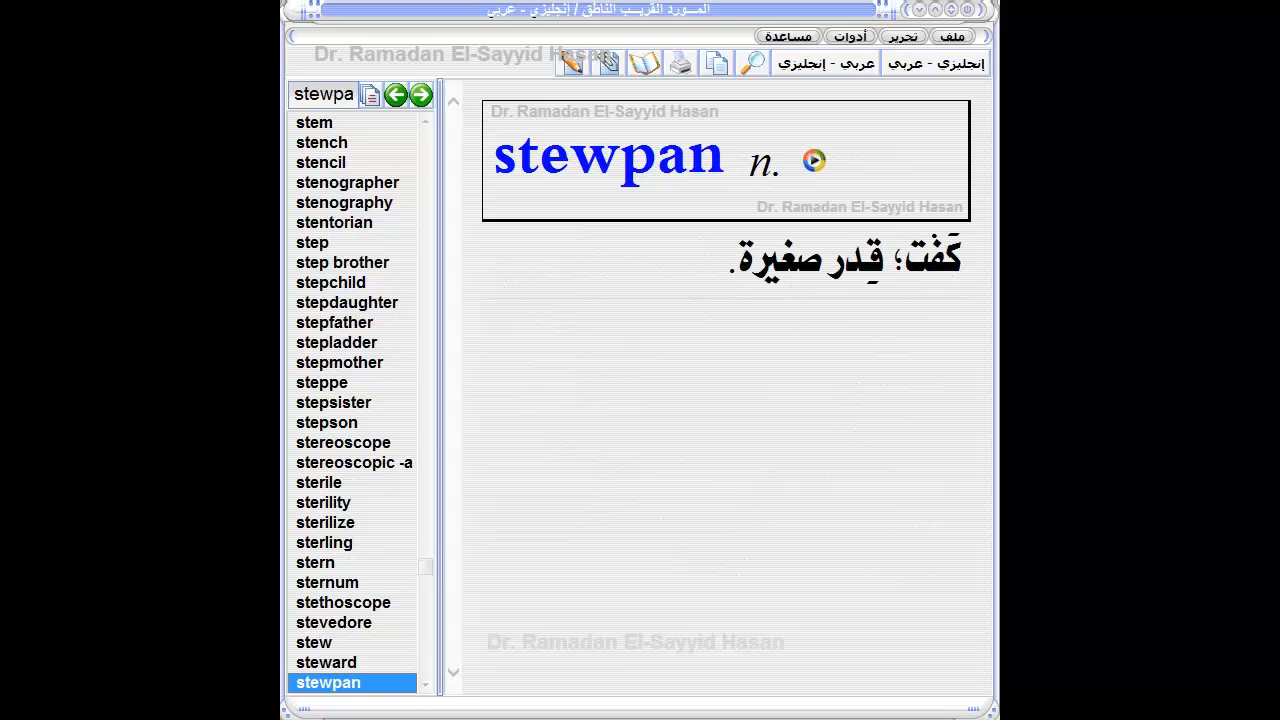 المـــورد القريـــب الناطق / إنجليزي - عربي
ملف
تحرير
أدوات
مساعدة
Dr. Ramadan El-Sayyid Hasan
إنجليزي - عربي
عربي - إنجليزي
stewpa
stem
stench
stencil
stenographer
stenography
stentorian
step
step brother
stepchild
stepdaughter
stepfather
stepladder
stepmother
steppe
stepsister
stepson
stereoscope
stereoscopic -a
sterile
sterility
sterilize
sterling
stern
sternum
stethoscope
stevedore
stew
steward
stewpan
Dr. Ramadan El-Sayyid Hasan
stewpan n.
Dr. Ramadan El-Sayyid Hasan
كَفْت؛ قِدر صغيرة.
Dr. Ramadan El-Sayyid Hasan